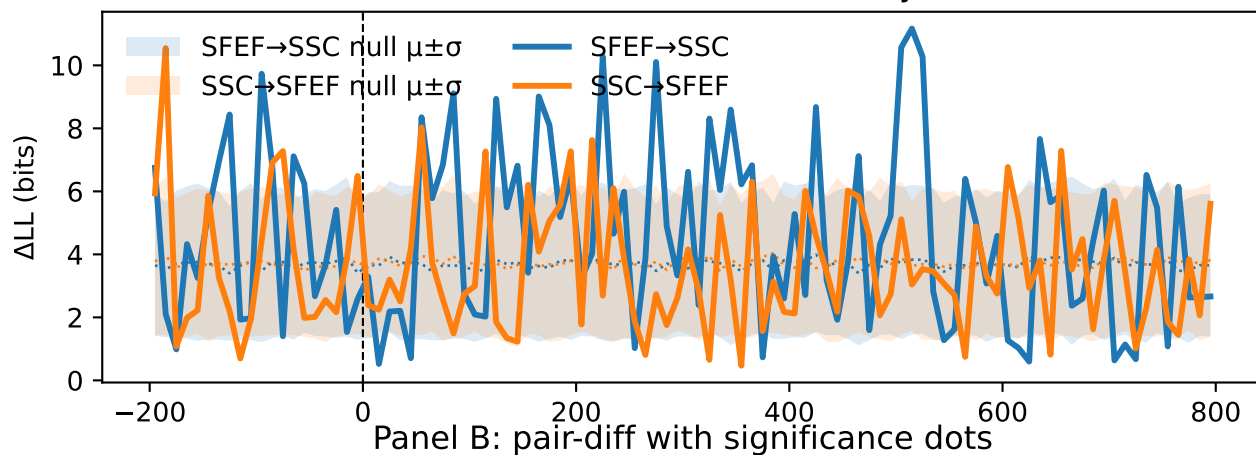 SFEF→SSC null μ±σ
SSC→SFEF null μ±σ
SFEF→SSC
SSC→SFEF
ΔLL (bits)
10
8
6
4
2
0
−200
0
200
400
600
800
Panel B: pair-diff with significance dots